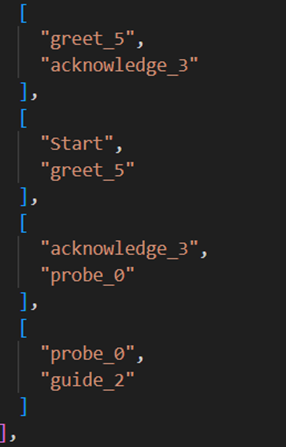 [
"greet_5",
"acknowledge_3"
],
[
"Start",
"greet_5"
],
[
"acknowledge_3",
"probe_0"
],
[
"probe_0",
"guide_2"
]
],